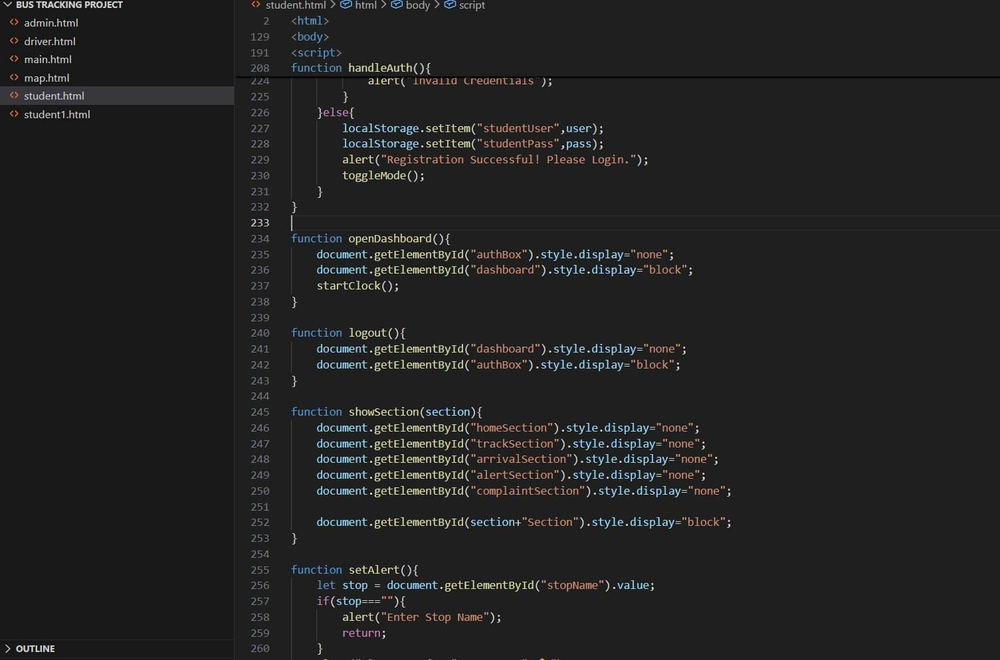 BUS TRACKING PROJECT
admin.html
driver.html
main.html
map.html
student.html
student1.html
OUTLINE
student.html > html > body > script
2 <html>
129 <body>
191 <script>
208 function handleAuth(){
224 alert("Invalid Credentials");
225 }
226 }else{
227 localStorage.setItem("studentUser",user);
228 localStorage.setItem("studentPass",pass);
229 alert("Registration Successful! Please Login.");
230 toggleMode();
231 }
232 }
233
234 function openDashboard(){
235 document.getElementById("authBox").style.display="none";
236 document.getElementById("dashboard").style.display="block";
237 startClock();
238 }
239
240 function logout(){
241 document.getElementById("dashboard").style.display="none";
242 document.getElementById("authBox").style.display="block";
243 }
244
245 function showSection(section){
246 document.getElementById("homeSection").style.display="none";
247 document.getElementById("trackSection").style.display="none";
248 document.getElementById("arrivalSection").style.display="none";
249 document.getElementById("alertSection").style.display="none";
250 document.getElementById("complaintSection").style.display="none";
251
252 document.getElementById(section+"Section").style.display="block";
253 }
254
255 function setAlert(){
256 let stop = document.getElementById("stopName").value;
257 if(stop===""){
258 alert("Enter Stop Name");
259 return;
260 }